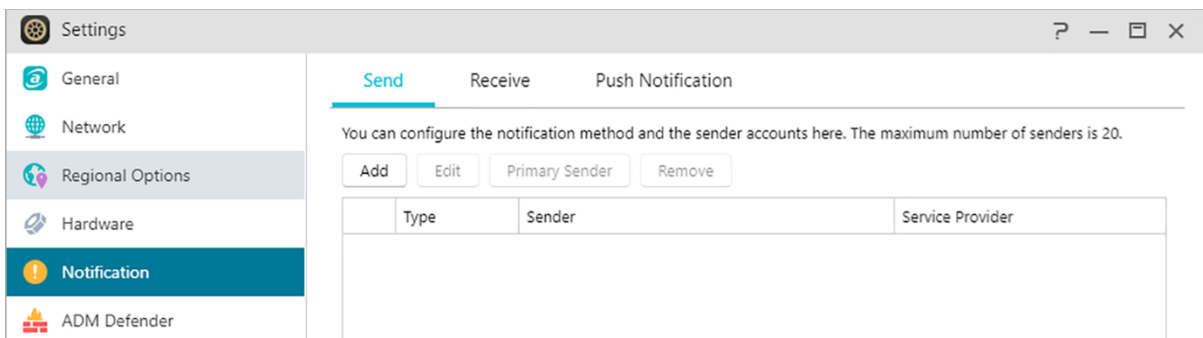 Settings
General
Network
Regional Options
Hardware
Notification
ADM Defender
Send Receive Push Notification
You can configure the notification method and the sender accounts here. The maximum number of senders is 20.
Add Edit Primary Sender Remove
Type Sender Service Provider